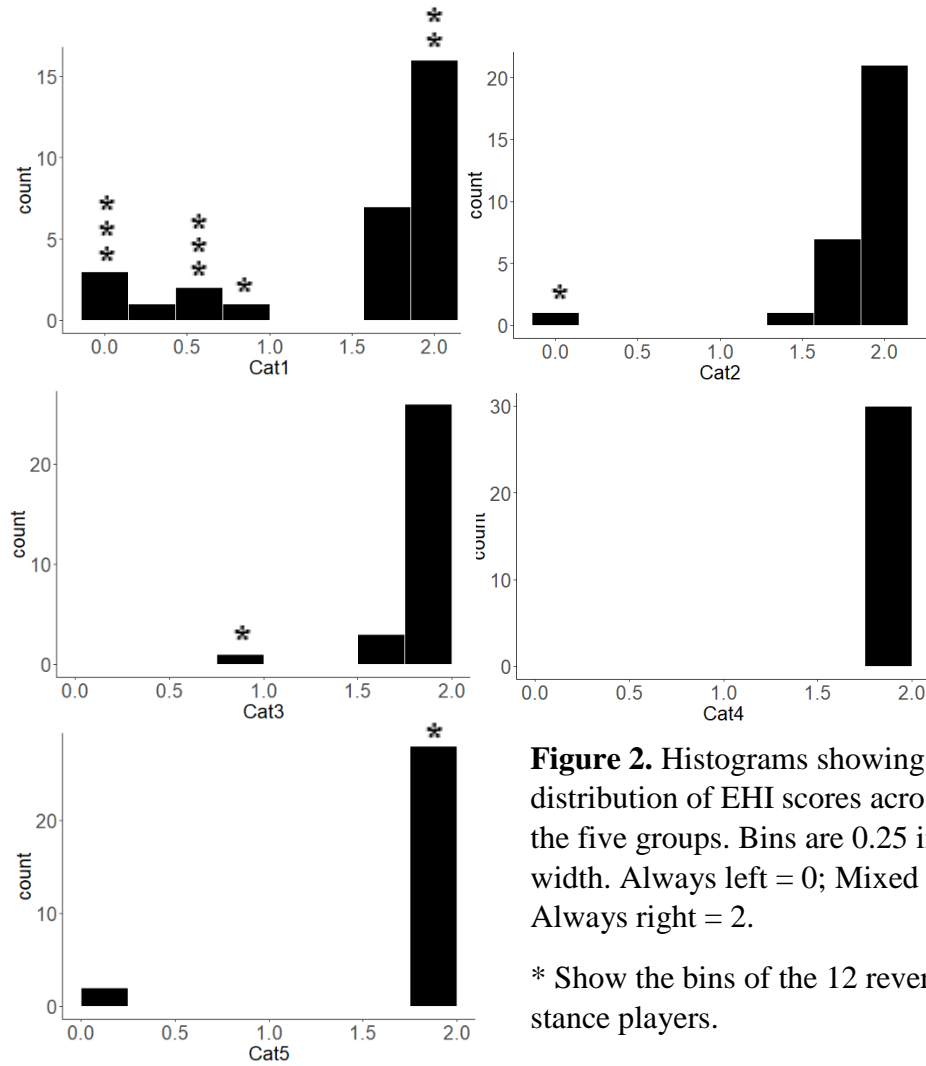 *
*
15
10
5
0
count
*
*
*
*
*
*
*
0.0 0.5 1.0 1.5 2.0
Cat1
20
15
10
5
0
count
*
0.0 0.5 1.0 1.5 2.0
Cat2
20
10
0
count
*
0.0 0.5 1.0 1.5 2.0
Cat3
30
20
10
0
count
0.0 0.5 1.0 1.5 2.0
Cat4
*
20
10
0
count
0.0 0.5 1.0 1.5 2.0
Cat5
Figure 2. Histograms showing
distribution of EHI scores acro
the five groups. Bins are 0.25 i
width. Always left = 0; Mixed
Always right = 2.
* Show the bins of the 12 rever
stance players.